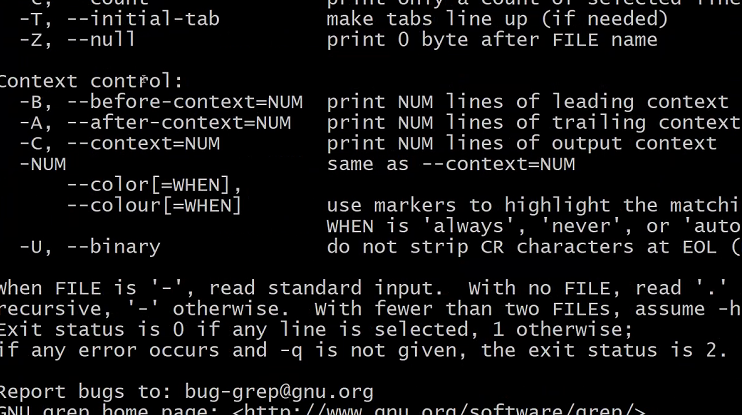 count print only a count of selected
-T, --initial-tab make tabs line up (if needed)
-Z, --null print 0 byte after FILE name
Context control:
-B, --before-context=NUM print NUM lines of leading context
-A, --after-context=NUM print NUM lines of trailing context
-C, --context=NUM print NUM lines of output context
-NUM same as --context=NUM
--color[=WHEN],
--colour[=WHEN] use markers to highlight the matchi
WHEN is 'always', 'never', or 'auto
-U, --binary do not strip CR characters at EOL (
When FILE is '-', read standard input. With no FILE, read '.'
recursive, '-' otherwise. With fewer than two FILEs, assume -h
Exit status is 0 if any line is selected, 1 otherwise;
if any error occurs and -q is not given, the exit status is 2.
Report bugs to: bug-grep@gnu.org
GNU grep home page: <http://www.gnu.org/software/grep/>